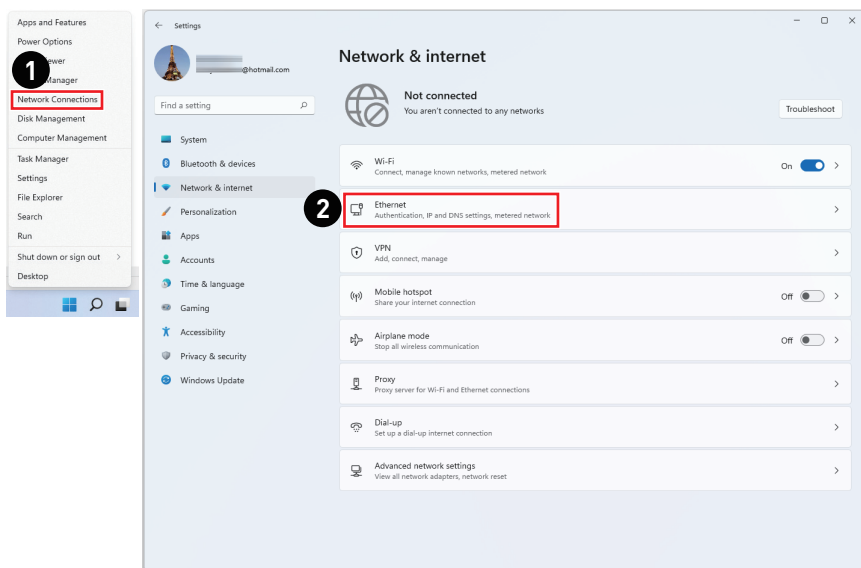 Apps and Features
Power Options
ewer
Manager
Network Connections
Disk Management
Computer Management
Task Manager
Settings
File Explorer
Search
Run
Shut down or sign out
Desktop
1
Settings
@hotmail.com
Find a setting
System
Bluetooth & devices
Network & internet
Personalization
Apps
Accounts
Time & language
Gaming
Accessibility
Privacy & security
Windows Update
Network & internet
Not connected
You aren't connected to any networks
Troubleshoot
Wi-Fi
Connect, manage known networks, metered network
On
2
Ethernet
Authentication, IP and DNS settings, metered network
VPN
Add, connect, manage
Mobile hotspot
Share your internet connection
Off
Airplane mode
Stop all wireless communication
Off
Proxy
Proxy server for Wi-Fi and Ethernet connections
Dial-up
Set up a dial-up internet connection
Advanced network settings
View all network adapters, network reset